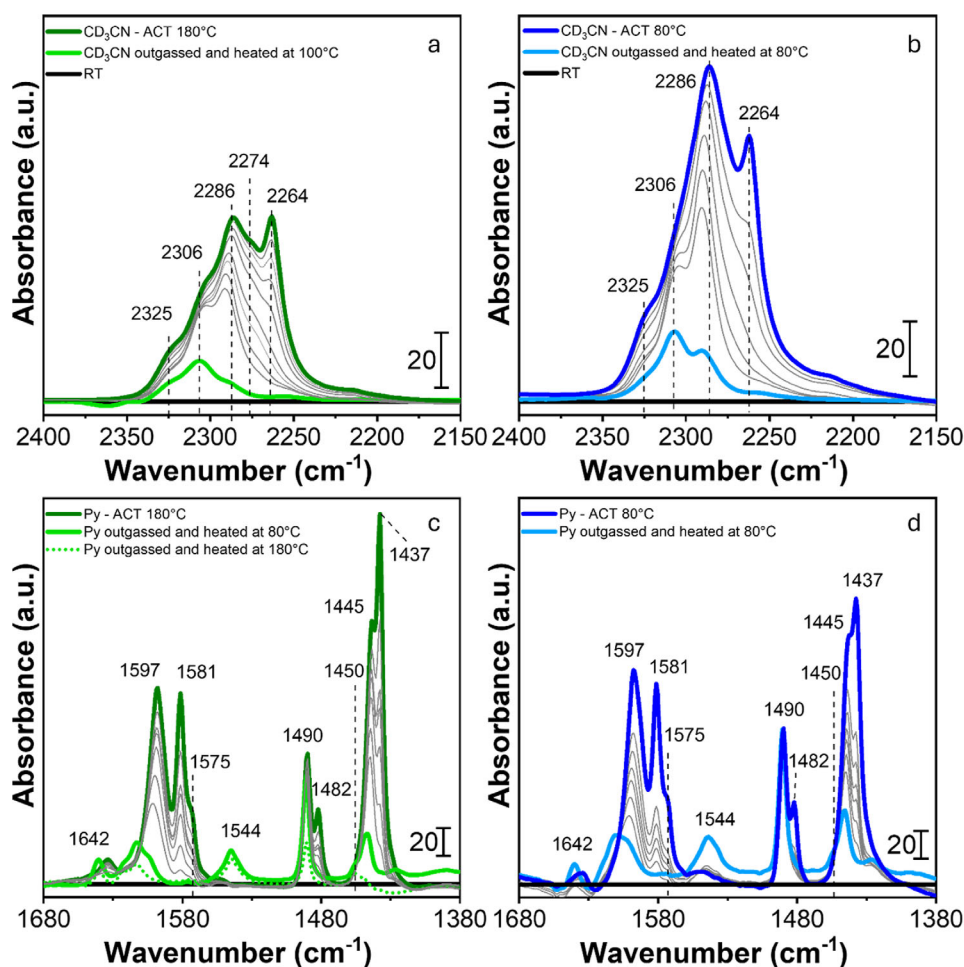 CD₃CN - ACT 180°C
CD₃CN outgassed and heated at 100°C
RT
a
2325
2306
2286
2274
2264
20
Absorbance (a.u.)
2400 2350 2300 2250 2200 2150
Wavenumber (cm⁻¹)
CD₃CN - ACT 80°C
CD₃CN outgassed and heated at 80°C
RT
b
2325
2306
2286
2264
20
Absorbance (a.u.)
2400 2350 2300 2250 2200 2150
Wavenumber (cm⁻¹)
Py - ACT 180°C
Py outgassed and heated at 80°C
Py outgassed and heated at 180°C
c
1642
1597
1581
1575
1544
1490
1482
1450
1445
1437
20
Absorbance (a.u.)
1680 1580 1480 1380
Wavenumber (cm⁻¹)
Py - ACT 80°C
Py outgassed and heated at 80°C
d
1642
1597
1581
1575
1544
1490
1482
1450
1445
1437
20
Absorbance (a.u.)
1680 1580 1480 1380
Wavenumber (cm⁻¹)